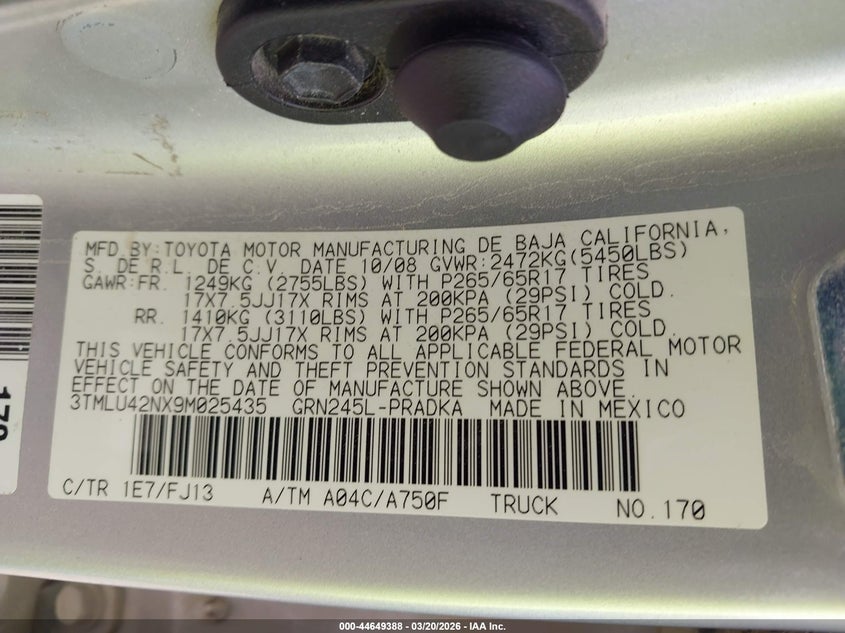 MFD.BY:TOYOTA MOTOR MANUFACTURING DE BAJA CALIFORNIA,
S. DE R.L. DE C.V. DATE 10/08 GVWR:2472KG(5450LBS)
GAWR:FR. 1249KG (2755LBS) WITH P265/65R17 TIRES
17X7.5JJ17X RIMS AT 200KPA (29PSI) COLD.
RR. 1410KG (3110LBS) WITH P265/65R17 TIRES
17X7.5JJ17X RIMS AT 200KPA (29PSI) COLD.
THIS VEHICLE CONFORMS TO ALL APPLICABLE FEDERAL MOTOR
VEHICLE SAFETY AND THEFT PREVENTION STANDARDS IN
EFFECT ON THE DATE OF MANUFACTURE SHOWN ABOVE.
3TMLU42NX9M025435 GRN245L-PRADKA MADE IN MEXICO
C/TR 1E7/FJ13 A/TM A04C/A750F TRUCK NO.170
000-44649388 - 03/20/2026 - IAA Inc.